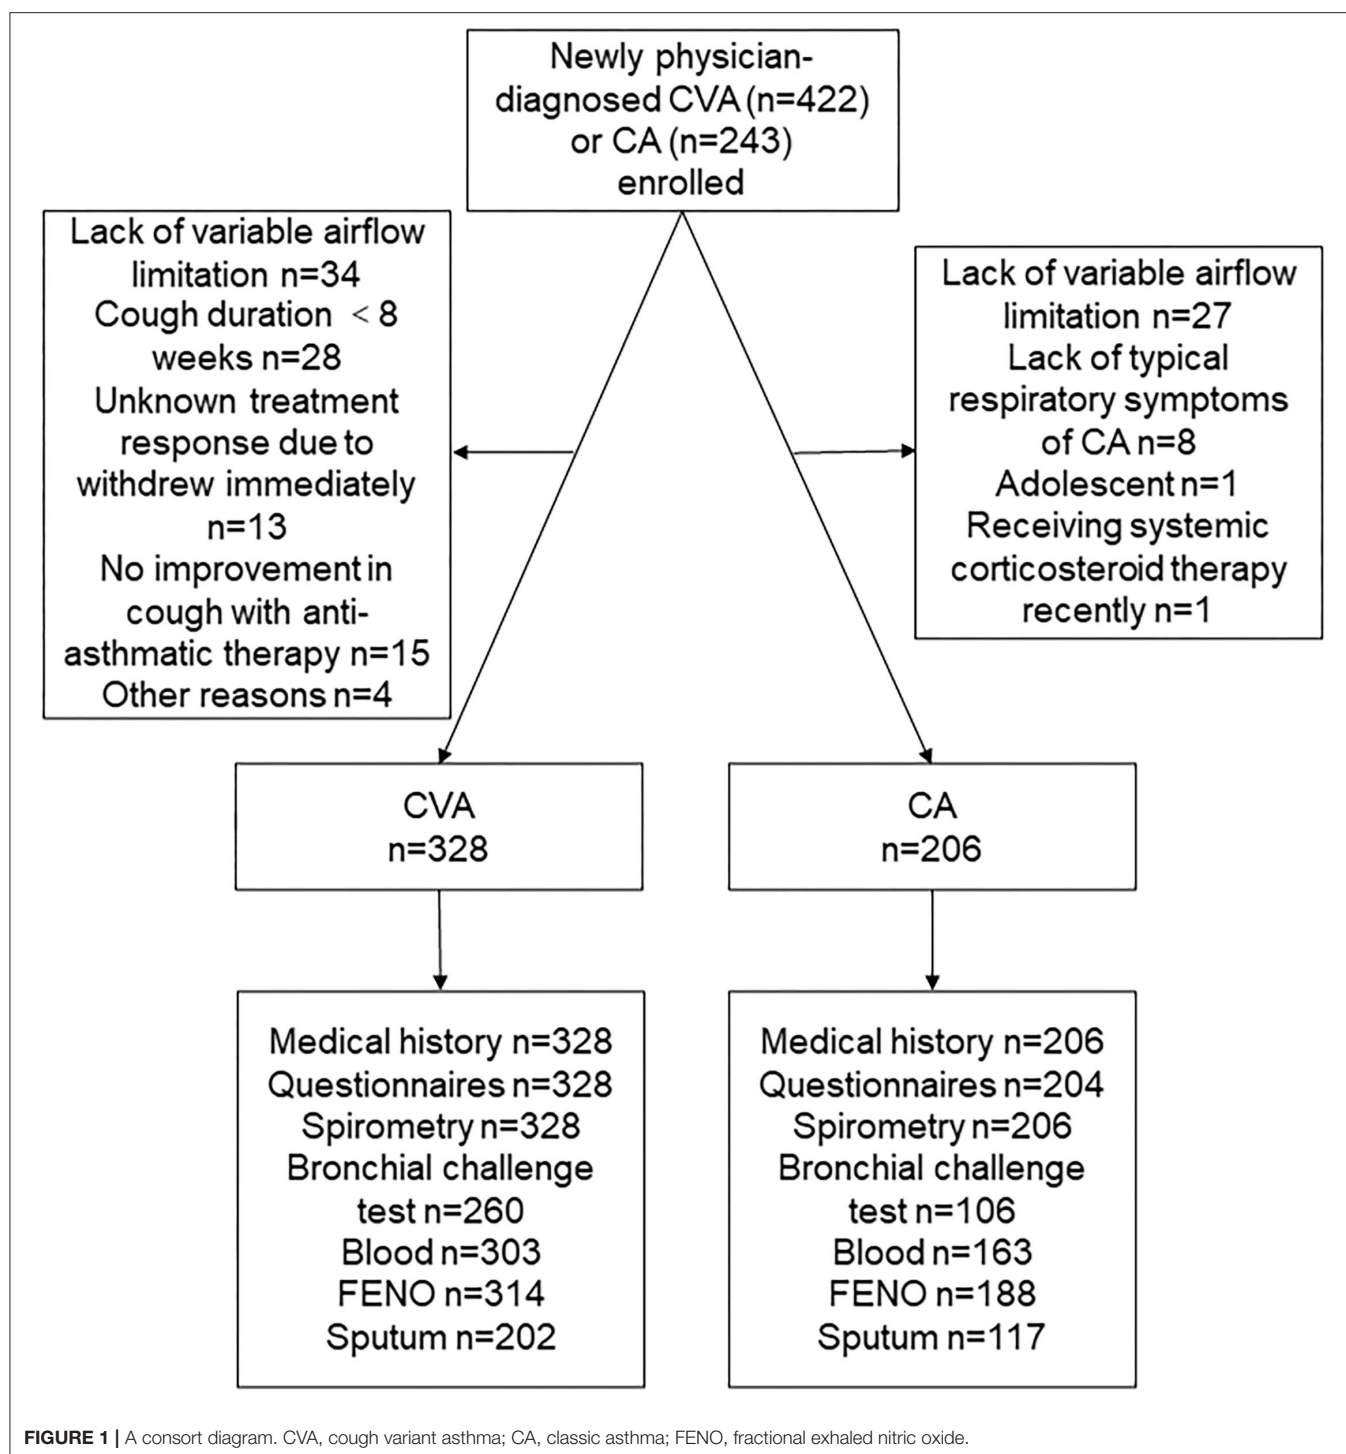 Newly physician-
diagnosed CVA (n=422)
or CA (n=243)
enrolled
Lack of variable airflow
limitation n=34
Cough duration < 8
weeks n=28
Unknown treatment
response due to
withdrew immediately
n=13
No improvement in
cough with anti-
asthmatic therapy n=15
Other reasons n=4
Lack of variable airflow
limitation n=27
Lack of typical
respiratory symptoms
of CA n=8
Adolescent n=1
Receiving systemic
corticosteroid therapy
recently n=1
CVA
n=328
CA
n=206
Medical history n=328
Questionnaires n=328
Spirometry n=328
Bronchial challenge
test n=260
Blood n=303
FENO n=314
Sputum n=202
Medical history n=206
Questionnaires n=204
Spirometry n=206
Bronchial challenge
test n=106
Blood n=163
FENO n=188
Sputum n=117
FIGURE 1 | A consort diagram. CVA, cough variant asthma; CA, classic asthma; FENO, fractional exhaled nitric oxide.